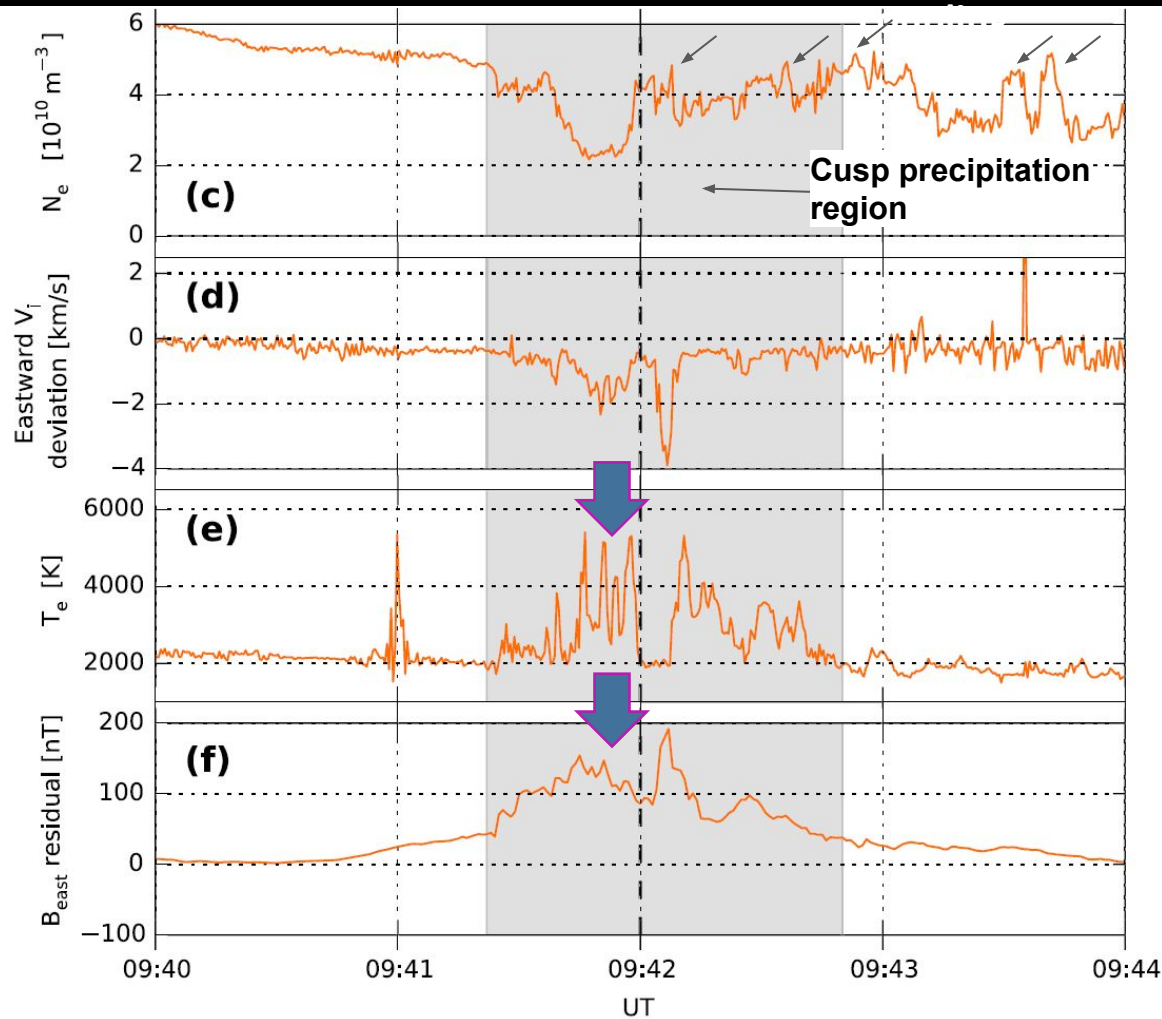 6
N_e [10^10 m^−3]
4
2
0
(c)
Cusp precipitation
region
2
Eastward V_i
deviation [km/s]
(d)
0
−2
−4
6000
(e)
T_e [K]
4000
2000
200
B_east residual [nT]
(f)
100
0
−100
09:40 09:41 09:42 09:43 09:44
UT